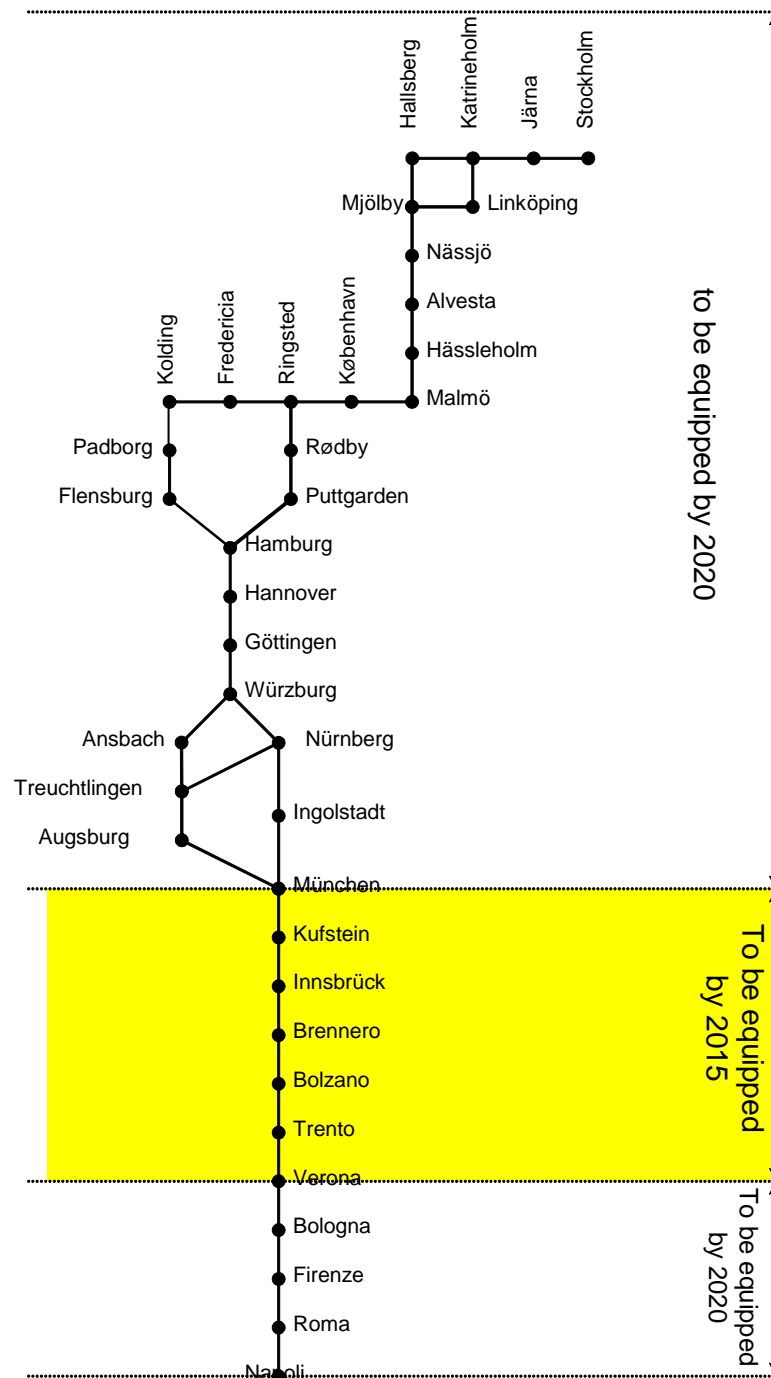 Hallsberg
Katrineholm
Järna
Stockholm
Mjölby
Linköping
Nässjö
Alvesta
Hässleholm
Malmö
Kolding
Fredericia
Ringsted
København
Padborg
Rødby
Flensburg
Puttgarden
Hamburg
Hannover
Göttingen
Würzburg
Ansbach
Nürnberg
Treuchtlingen
Ingolstadt
Augsburg
München
Kufstein
Innsbrück
Brennero
Bolzano
Trento
Verona
Bologna
Firenze
Roma
Napoli
to be equipped by 2020
To be equipped
by 2015
To be equipped
by 2020